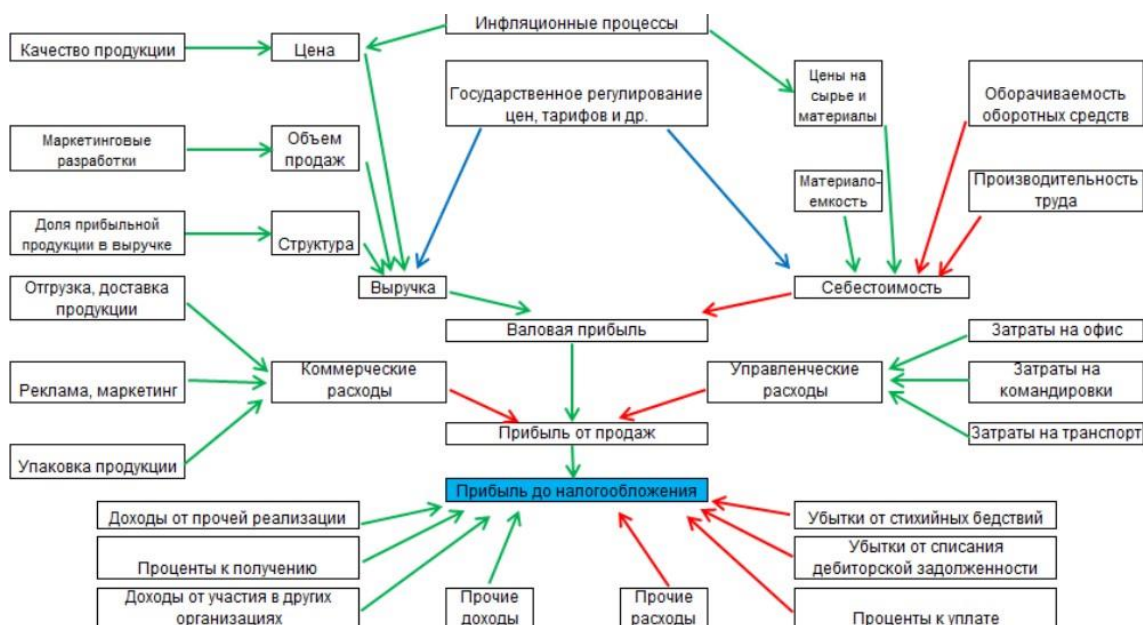 Инфляционные процессы
Качество продукции
Цена
Государственное регулирование
цен, тарифов и др.
Цены на
сырье и
материалы
Оборачиваемость
оборотных средств
Маркетинговые
разработки
Объем
продаж
Материало-
емкость
Производительность
труда
Доля прибыльной
продукции в выручке
Структура
Отгрузка, доставка
продукции
Выручка
Себестоимость
Валовая прибыль
Затраты на офис
Реклама, маркетинг
Коммерческие
расходы
Управленческие
расходы
Затраты на
командировки
Прибыль от продаж
Затраты на транспорт
Упаковка продукции
Прибыль до налогообложения
Доходы от прочей реализации
Убытки от стихийных бедствий
Проценты к получению
Убытки от списания
дебиторской задолженности
Доходы от участия в других
организациях
Прочие
доходы
Прочие
расходы
Проценты к уплате